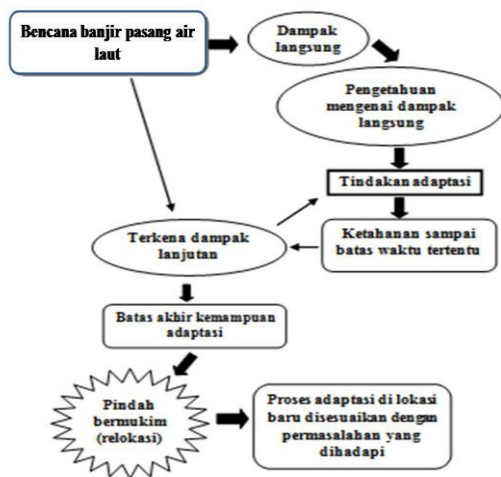 Bencana banjir pasang air
laut
Dampak
langsung
Pengetahuan
mengenai dampak
langsung
Tindakan adaptasi
Ketahanan sampai
batas waktu tertentu
Terkena dampak
lanjutan
Batas akhir kemampuan
adaptasi
Pindah
bermukim
(relokasi)
Proses adaptasi di lokasi
baru disesuaikan dengan
permasalahan yang
dihadapi